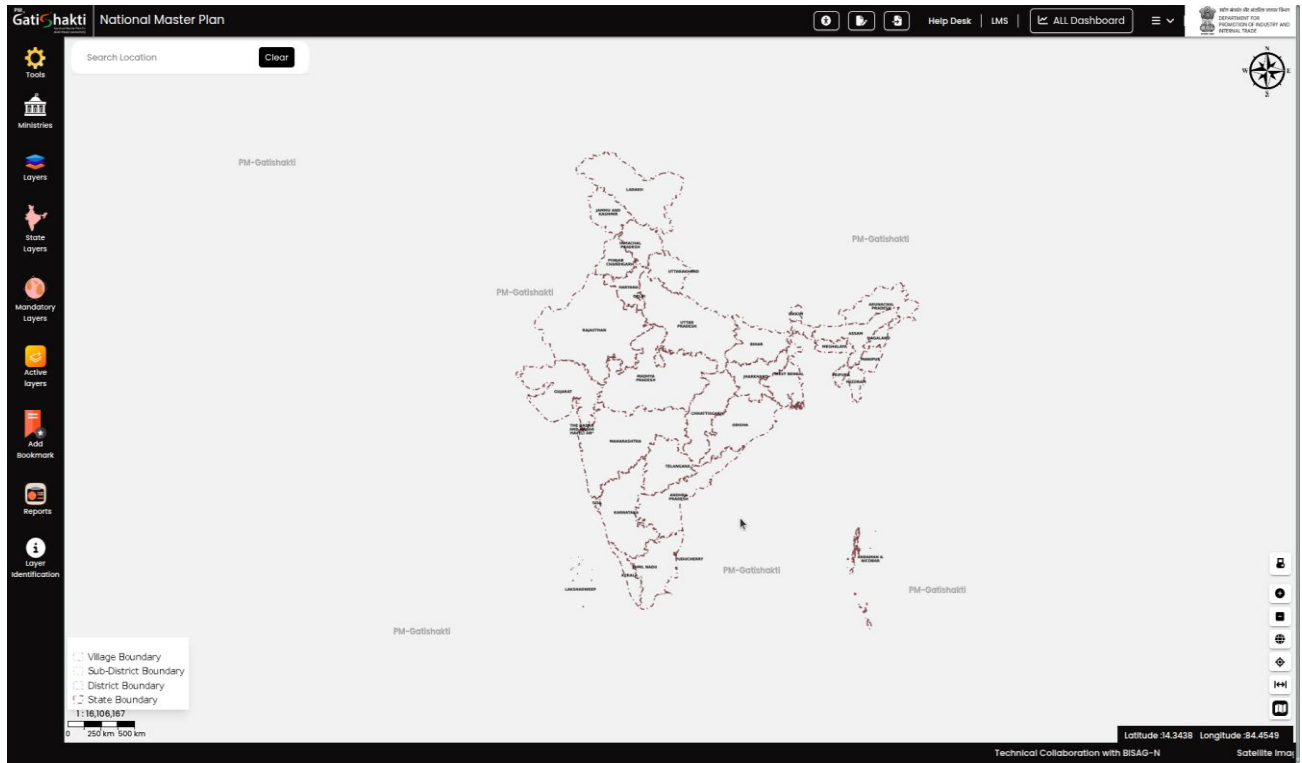 PM
GatiShakti
National Master Plan
Help Desk
LMS
ALL Dashboard
DEPARTMENT FOR
PROMOTION OF INDUSTRY AND
INTERNAL TRADE
Search Location
Clear
N
W
E
S
Tools
Ministries
Layers
State
Layers
Mandatory
Layers
Active
layers
Add
Bookmark
Reports
Layer
Identification
PM-Gatishakti
PM-Gatishakti
PM-Gatishakti
LADAKH
JAMMU AND
KASHMIR
HIMACHAL
PRADESH
PUNJAB
CHANDIGARH
UTTARAKHAND
HARYANA
DELHI
RAJASTHAN
UTTAR
PRADESH
SIKKIM
ARUNACHAL
PRADESH
ASSAM
NAGALAND
BIHAR
MEGHALAYA
MANIPUR
MADHYA
PRADESH
JHARKHAND
WEST BENGAL
TRIPURA
MIZORAM
GUJARAT
CHHATTISGARH
ODISHA
MAHARASHTRA
TELANGANA
ANDHRA
PRADESH
GOA
KARNATAKA
PUDUCHERRY
ANDAMAN &
NICOBAR
TAMIL NADU
KERALA
LAKSHADWEEP
PM-Gatishakti
PM-Gatishakti
PM-Gatishakti
Village Boundary
Sub-District Boundary
District Boundary
State Boundary
1 : 16,106,167
0 250 km 500 km
Latitude :14.3438 Longitude :84.4549
Technical Collaboration with BISAG-N
Satellite Imag